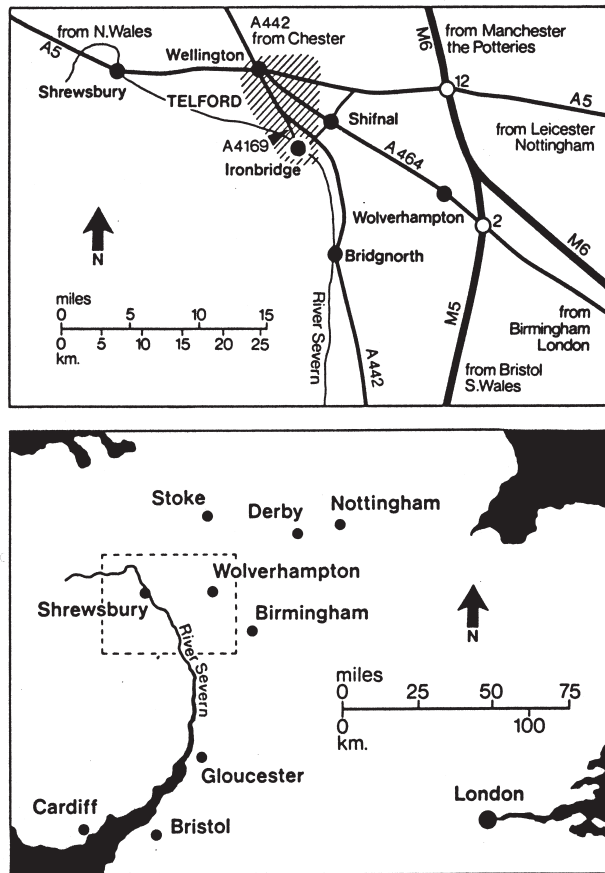 A442
from Chester
from N.Wales
A5
Wellington
Shrewsbury
TELFORD
M6
from Manchester
the Potteries
12
A5
from Leicester
Nottingham
Shifnal
A4169
Ironbridge
A464
Wolverhampton
2
M6
N
Bridgnorth
miles
0 5 10 15
0 5 10 15 20 25
km.
River Severn
A442
M5
from
Birmingham
London
from Bristol
S.Wales
Stoke
Derby
Nottingham
Wolverhampton
Shrewsbury
Birmingham
River Severn
N
miles
0 25 50 75
0 100
km.
Gloucester
London
Cardiff
Bristol